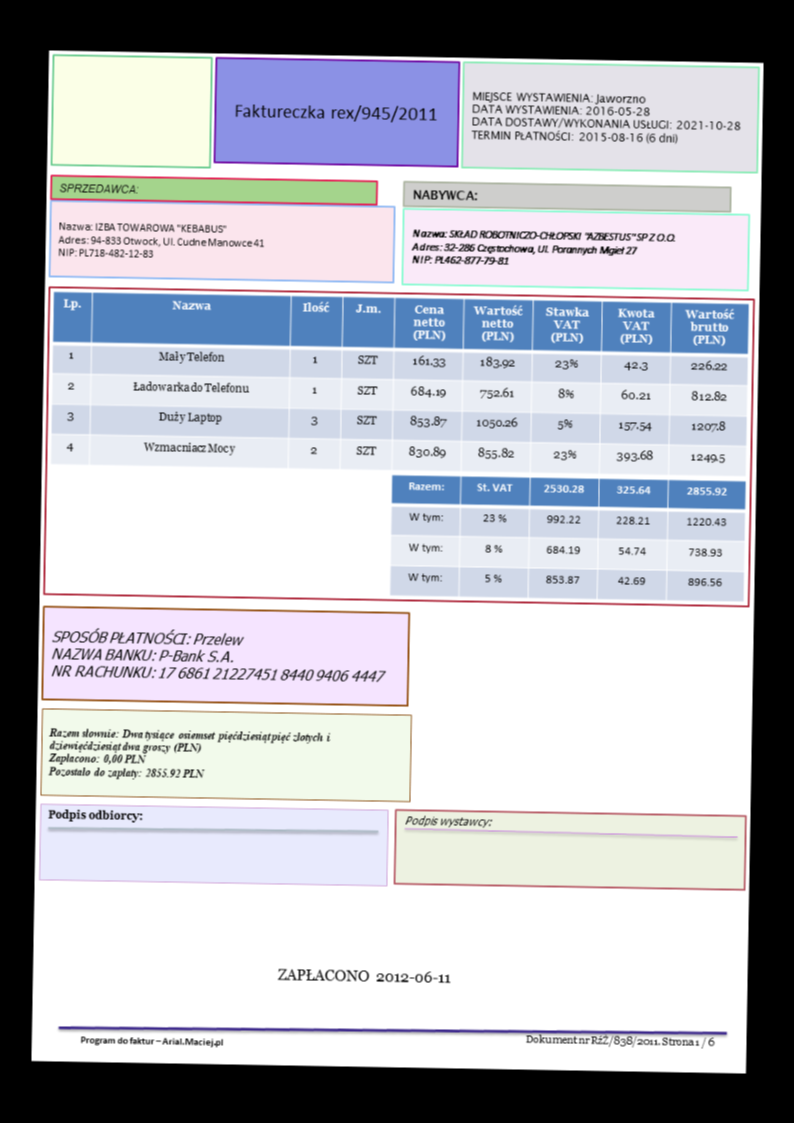 Faktureczka rex/945/2011
MIEJSCE WYSTAWIENIA: Jaworzno
DATA WYSTAWIENIA: 2016-05-28
DATA DOSTAWY/WYKONANIA USŁUGI: 2021-10-28
TERMIN PŁATNOŚCI: 2015-08-16 (6 dni)
SPRZEDAWCA:
Nazwa: IZBA TOWAROWA "KEBABUS"
Adres: 94-833 Otwock, Ul. Cudne Manowce 41
NIP: PL718-482-12-83
NABYWCA:
Nazwa: SKŁAD ROBOTNICZO-CHŁOPSKI "AZBESTUS" SP Z O.O.
Adres: 32-286 Częstochowa, Ul. Porannych Mgieł 27
NIP: PL462-877-79-81
Lp. Nazwa Ilość J.m. Cena netto (PLN) Wartość netto (PLN) Stawka VAT (PLN) Kwota VAT (PLN) Wartość brutto (PLN)
1 Mały Telefon 1 SZT 161.33 183.92 23% 42.3 226.22
2 Ładowarka do Telefonu 1 SZT 684.19 752.61 8% 60.21 812.82
3 Duży Laptop 3 SZT 853.87 1050.26 5% 157.54 1207.8
4 Wzmacniacz Mocy 2 SZT 830.89 855.82 23% 393.68 1249.5
Razem: St. VAT 2530.28 325.64 2855.92
W tym: 23 % 992.22 228.21 1220.43
W tym: 8 % 684.19 54.74 738.93
W tym: 5 % 853.87 42.69 896.56
SPOSÓB PŁATNOŚCI: Przelew
NAZWA BANKU: P-Bank S.A.
NR RACHUNKU: 17 6861 21227451 8440 9406 4447
Razem słownie: Dwa tysiące osiemset pięćdziesiąt pięć złotych i
dziewięćdziesiąt dwa groszy (PLN)
Zapłacono: 0,00 PLN
Pozostało do zapłaty: 2855.92 PLN
Podpis odbiorcy:
Podpis wystawcy:
ZAPŁACONO 2012-06-11
Program do faktur – Arial.Maciej.pl
Dokument nr RżŻ/838/2011. Strona 1 / 6